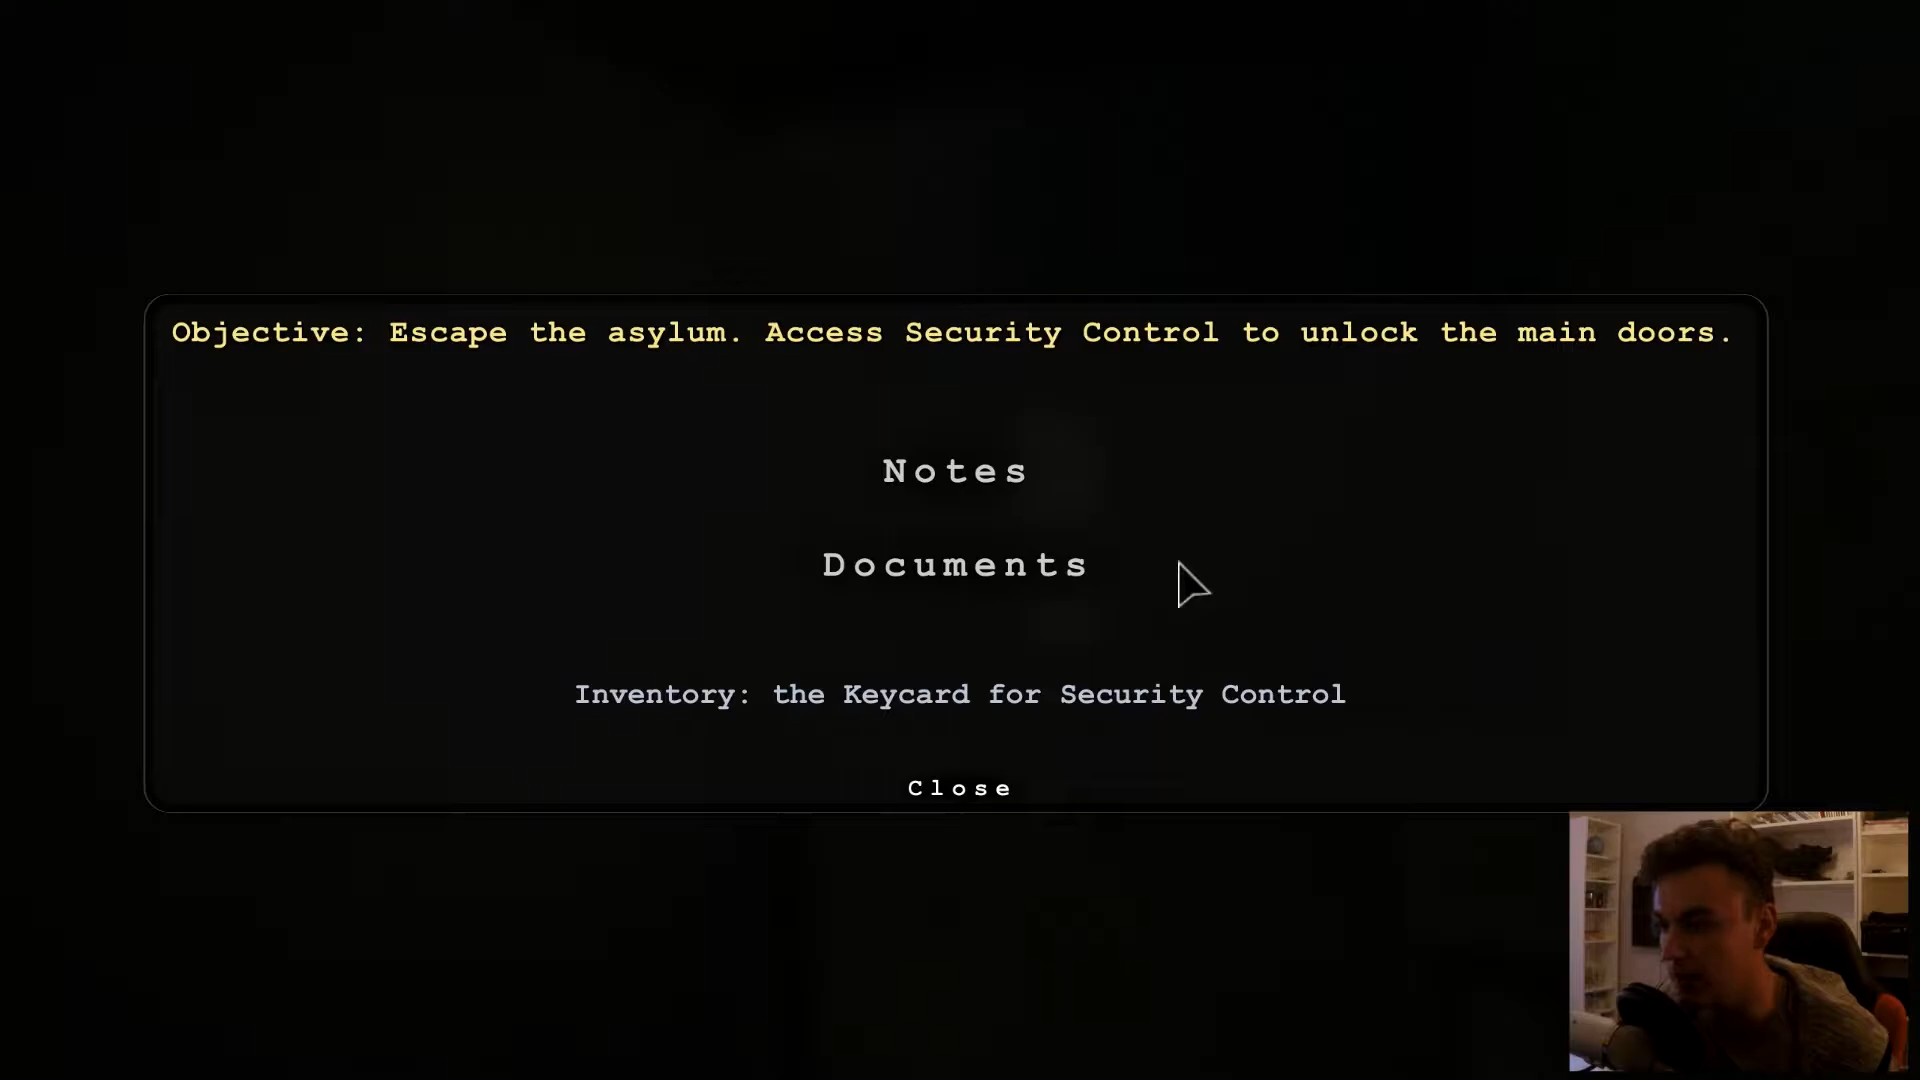 Objective: Escape the asylum. Access Security Control to unlock the main doors.
Notes
Documents
Inventory: the Keycard for Security Control
Close